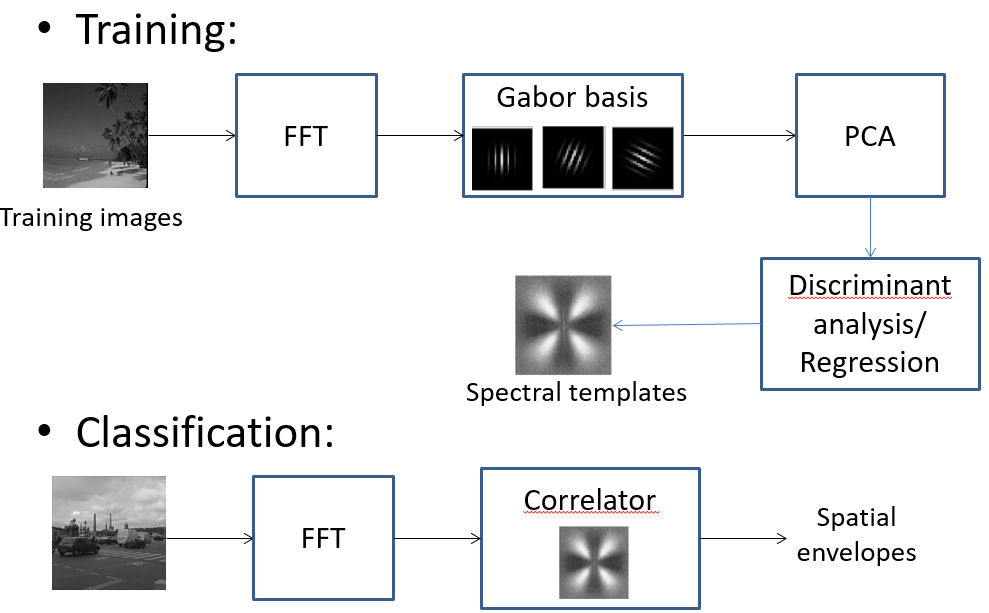 • Training:
FFT
Gabor basis
PCA
Training images
Discriminant
analysis/
Regression
Spectral templates
• Classification:
FFT
Correlator
Spatial
envelopes